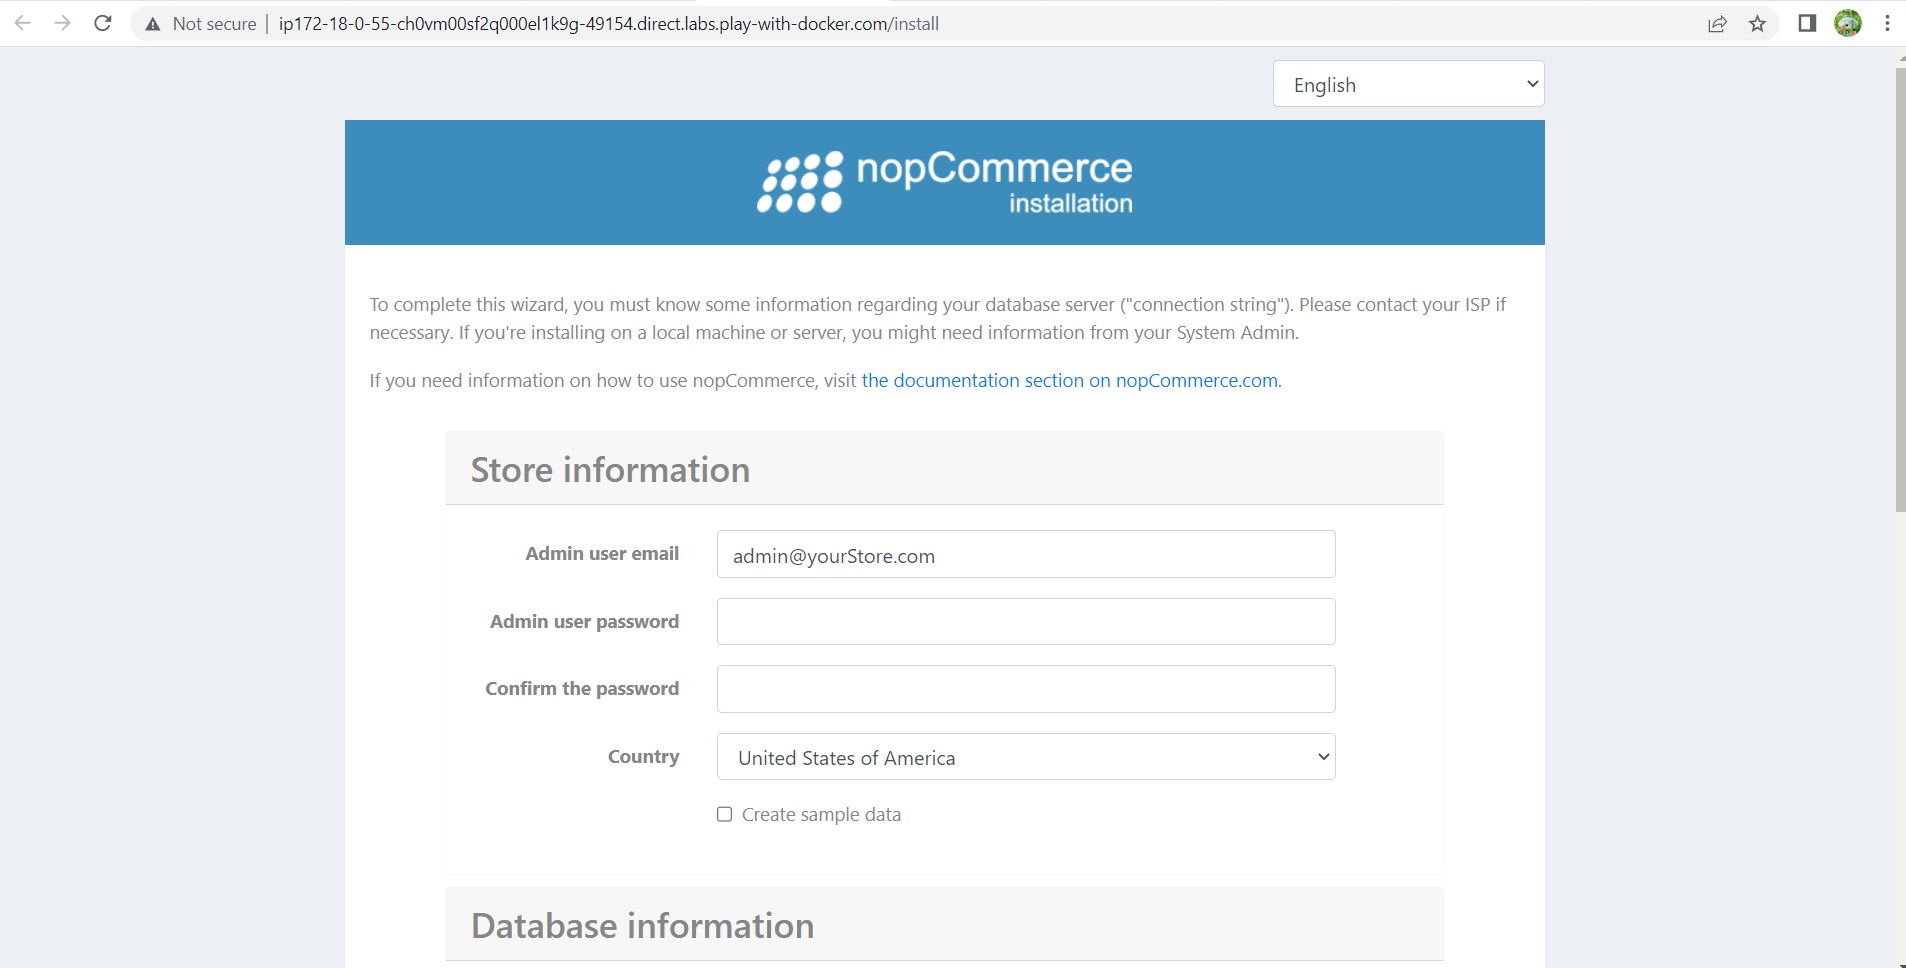 Not secure | ip172-18-0-55-ch0vm00sf2q000el1k9g-49154.direct.labs.play-with-docker.com/install
English
nopCommerce
installation
To complete this wizard, you must know some information regarding your database server ("connection string"). Please contact your ISP if
necessary. If you're installing on a local machine or server, you might need information from your System Admin.
If you need information on how to use nopCommerce, visit the documentation section on nopCommerce.com.
Store information
Admin user email
admin@yourStore.com
Admin user password
Confirm the password
Country
United States of America
Create sample data
Database information